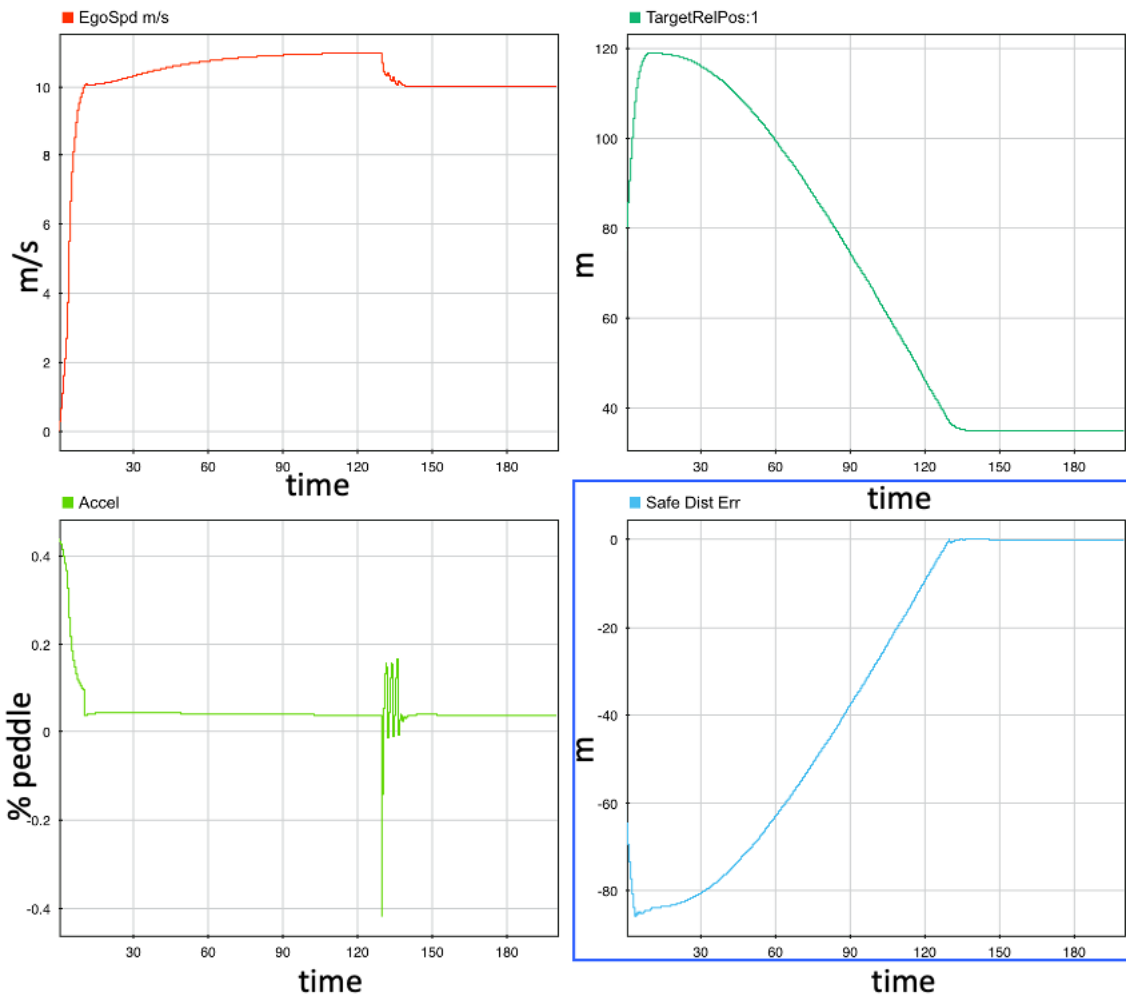 EgoSpd m/s
10
8
6
4
2
0
m/s
30 60 90 120 150 180
time
TargetRelPos:1
120
100
80
60
40
m
30 60 90 120 150 180
time
Accel
0.4
0.2
0
-0.2
-0.4
% peddle
30 60 90 120 150 180
time
Safe Dist Err
0
-20
-40
-60
-80
m
30 60 90 120 150 180
time